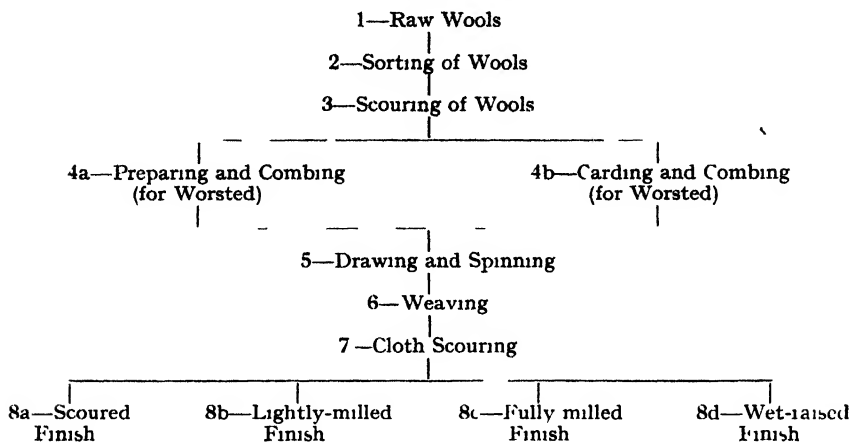 1—Raw Wools
2—Sorting of Wools
3—Scouring of Wools
4a—Preparing and Combing
(for Worsted)
4b—Carding and Combing
(for Worsted)
5—Drawing and Spinning
6—Weaving
7—Cloth Scouring
8a—Scoured
Finish
8b—Lightly-milled
Finish
8c—Fully milled
Finish
8d—Wet-raised
Finish